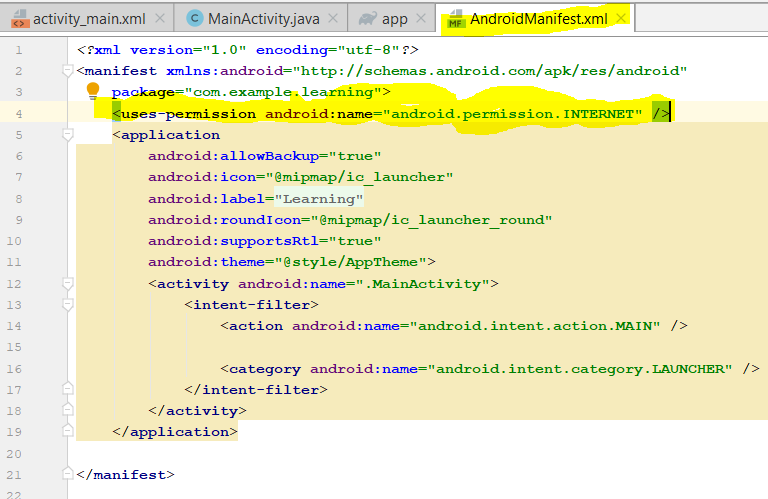 activity_main.xml × MainActivity.java × app × MF AndroidManifest.xml ×
1 <?xml version="1.0" encoding="utf-8"?>
2 <manifest xmlns:android="http://schemas.android.com/apk/res/android"
3 package="com.example.learning">
4 <uses-permission android:name="android.permission.INTERNET" />
5 <application
6 android:allowBackup="true"
7 android:icon="@mipmap/ic_launcher"
8 android:label="Learning"
9 android:roundIcon="@mipmap/ic_launcher_round"
10 android:supportsRtl="true"
11 android:theme="@style/AppTheme">
12 <activity android:name=".MainActivity">
13 <intent-filter>
14 <action android:name="android.intent.action.MAIN" />
15
16 <category android:name="android.intent.category.LAUNCHER" />
17 </intent-filter>
18 </activity>
19 </application>
20
21 </manifest>
22